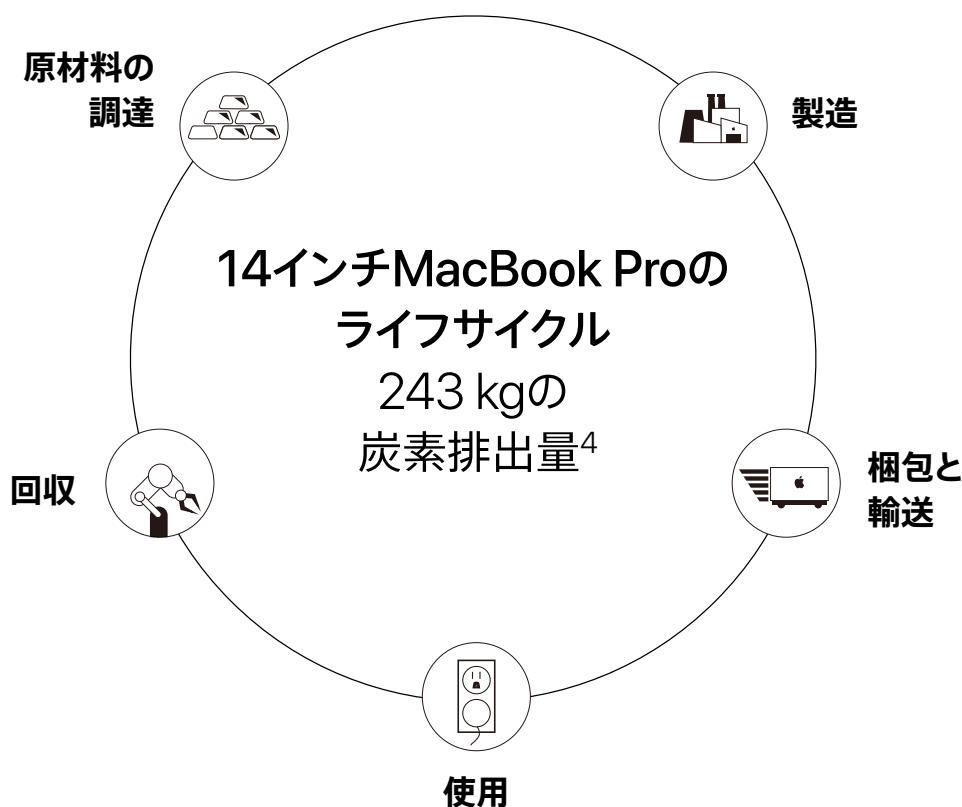 原材料の
調達
製造
14インチMacBook Proの
ライフサイクル
243 kgの
炭素排出量4
回収
梱包と
輸送
使用